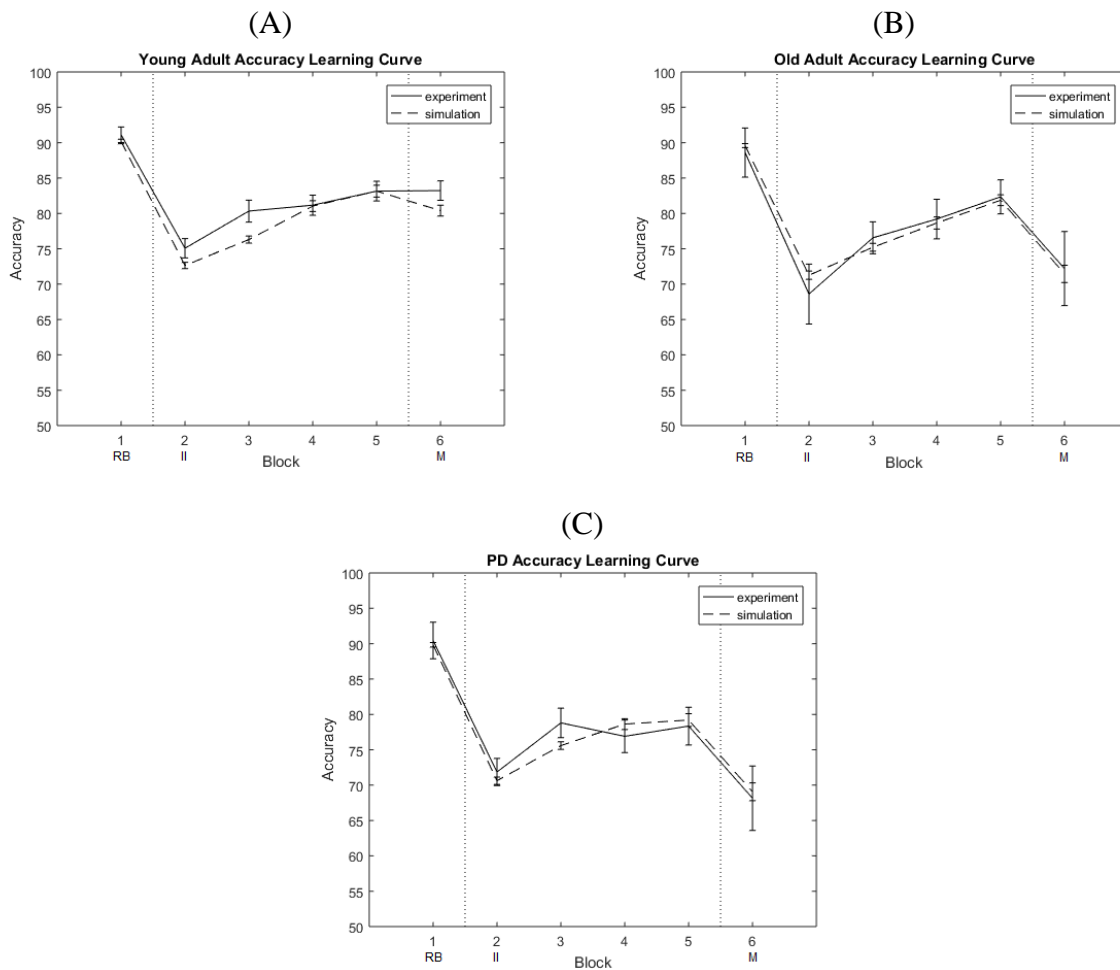 (A)
Young Adult Accuracy Learning Curve
100
95
90
85
80
75
70
65
60
55
50
Accuracy
experiment
simulation
1 2 3 4 5 6
RB II M
Block
(B)
Old Adult Accuracy Learning Curve
100
95
90
85
80
75
70
65
60
55
50
Accuracy
experiment
simulation
1 2 3 4 5 6
RB II M
Block
(C)
PD Accuracy Learning Curve
100
95
90
85
80
75
70
65
60
55
50
Accuracy
experiment
simulation
1 2 3 4 5 6
RB II M
Block